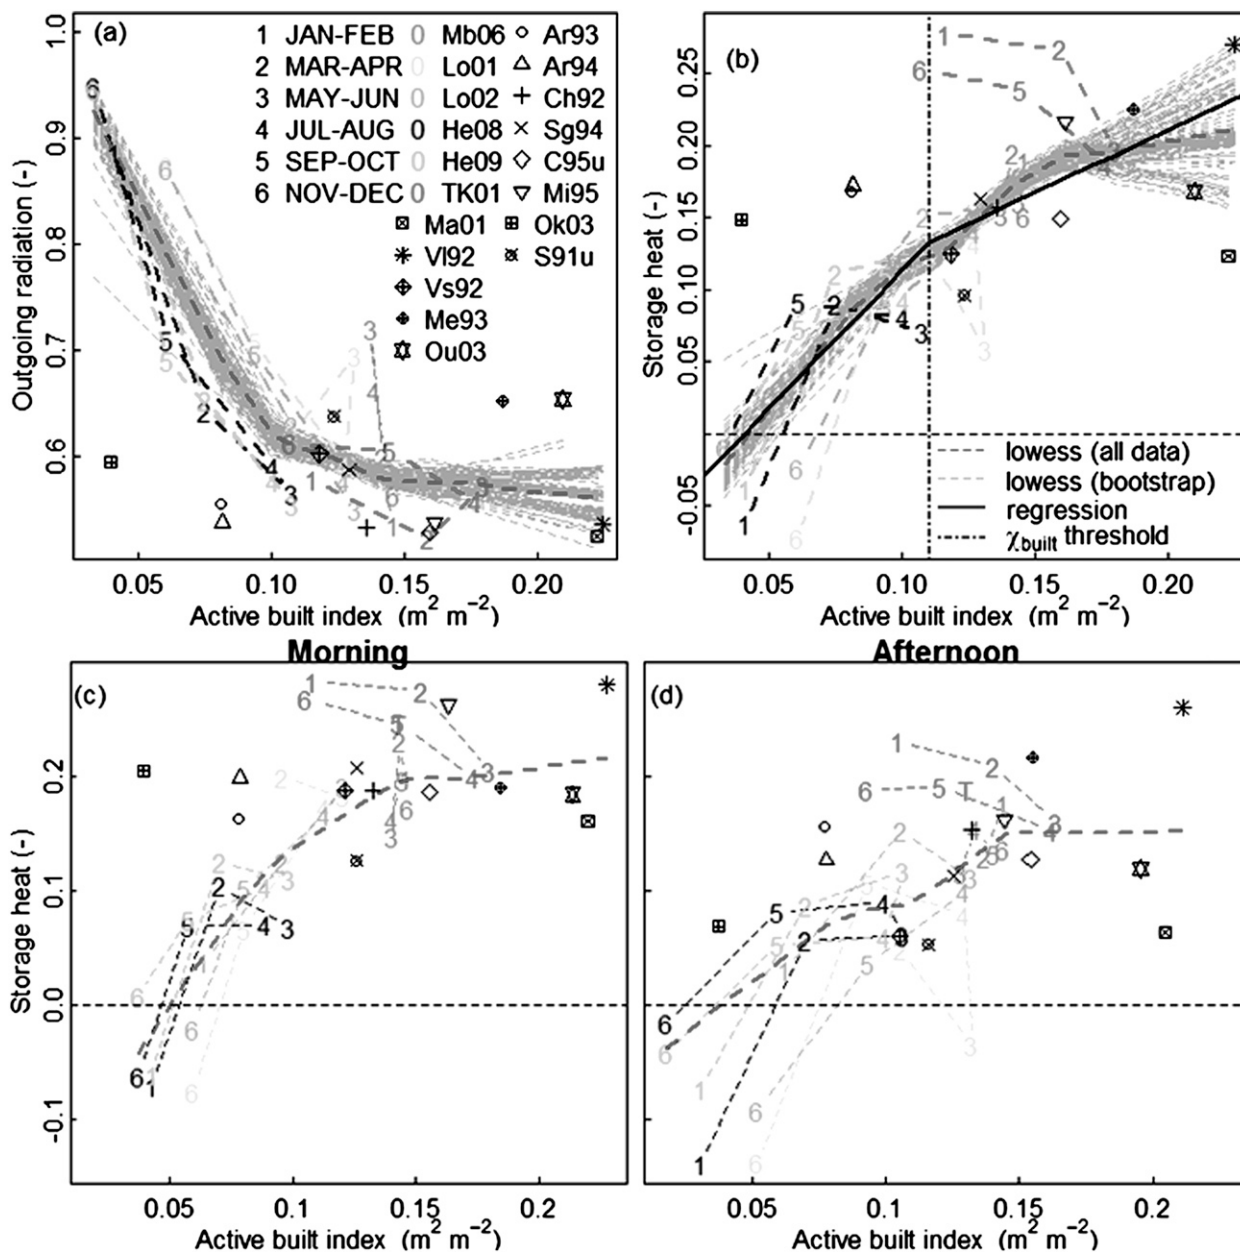 (a)
1 JAN-FEB 0 Mb06 Ar93
2 MAR-APR 0 Lo01 Ar94
3 MAY-JUN 0 Lo02 Ch92
4 JUL-AUG 0 He08 Sg94
5 SEP-OCT 0 He09 C95u
6 NOV-DEC 0 TK01 Mi95
Ma01 Ok03
Vl92 S91u
Vs92
Me93
Ou03
Outgoing radiation (-)
1.0
0.9
0.8
0.7
0.6
0.05 0.10 0.15 0.20
Active built index (m² m⁻²)
(b)
Storage heat (-)
0.25
0.20
0.15
0.10
0.05
-0.05
lowess (all data)
lowess (bootstrap)
regression
χbuilt threshold
0.05 0.10 0.15 0.20
Active built index (m² m⁻²)
Morning
(c)
Storage heat (-)
0.2
0.1
0.0
-0.1
0.05 0.10 0.15 0.20
Active built index (m² m⁻²)
Afternoon
(d)
0.05 0.10 0.15 0.20
Active built index (m² m⁻²)